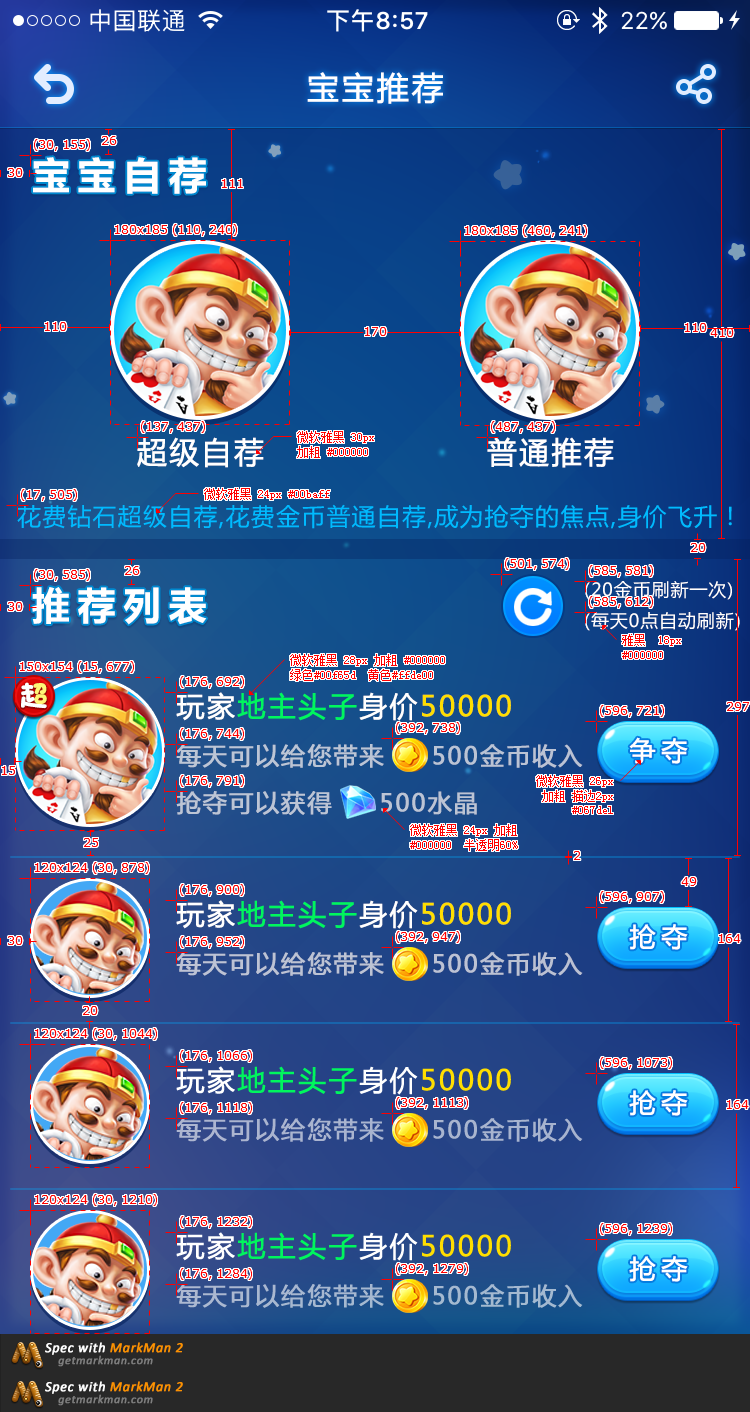 中国联通 下午8:57 22%
宝宝推荐
(30, 155) 26
30 宝宝自荐 111
180x185 (110, 240) 180x185 (460, 241)
110 170 110 410
(137, 437) (487, 437)
微软雅黑 30px
加粗 #000000
超级自荐 普通推荐
(17, 505) 微软雅黑 24px #00baff
花费钻石超级自荐,花费金币普通自荐,成为抢夺的焦点,身价飞升！
20
(30, 585) 26 (501, 574) (585, 581)
(20金币刷新一次)
30 推荐列表 (585, 612)
(每天0点自动刷新)
雅黑 18px
#000000
微软雅黑 28px 加粗 #000000
绿色#00f65d 黄色#ffde00
150x154 (15, 677) (176, 692)
超 玩家地主头子身价50000 297
(596, 721)
(176, 744) (392, 738)
每天可以给您带来 500金币收入 争夺
15
(176, 791) 微软雅黑 26px
加粗 描边2px
#067de1
抢夺可以获得 500水晶
微软雅黑 24px 加粗
#000000 半透明60%
25
2
120x124 (30, 878) 49
(176, 900) (596, 907)
玩家地主头子身价50000
30 (176, 952) (392, 947) 抢夺 164
每天可以给您带来 500金币收入
20
120x124 (30, 1044)
(176, 1066) (596, 1073)
玩家地主头子身价50000
(176, 1118) (392, 1113) 抢夺 164
每天可以给您带来 500金币收入
120x124 (30, 1210)
(176, 1232) (596, 1239)
玩家地主头子身价50000
(176, 1284) (392, 1279) 抢夺
每天可以给您带来 500金币收入
Spec with MarkMan 2
getmarkman.com
Spec with MarkMan 2
getmarkman.com